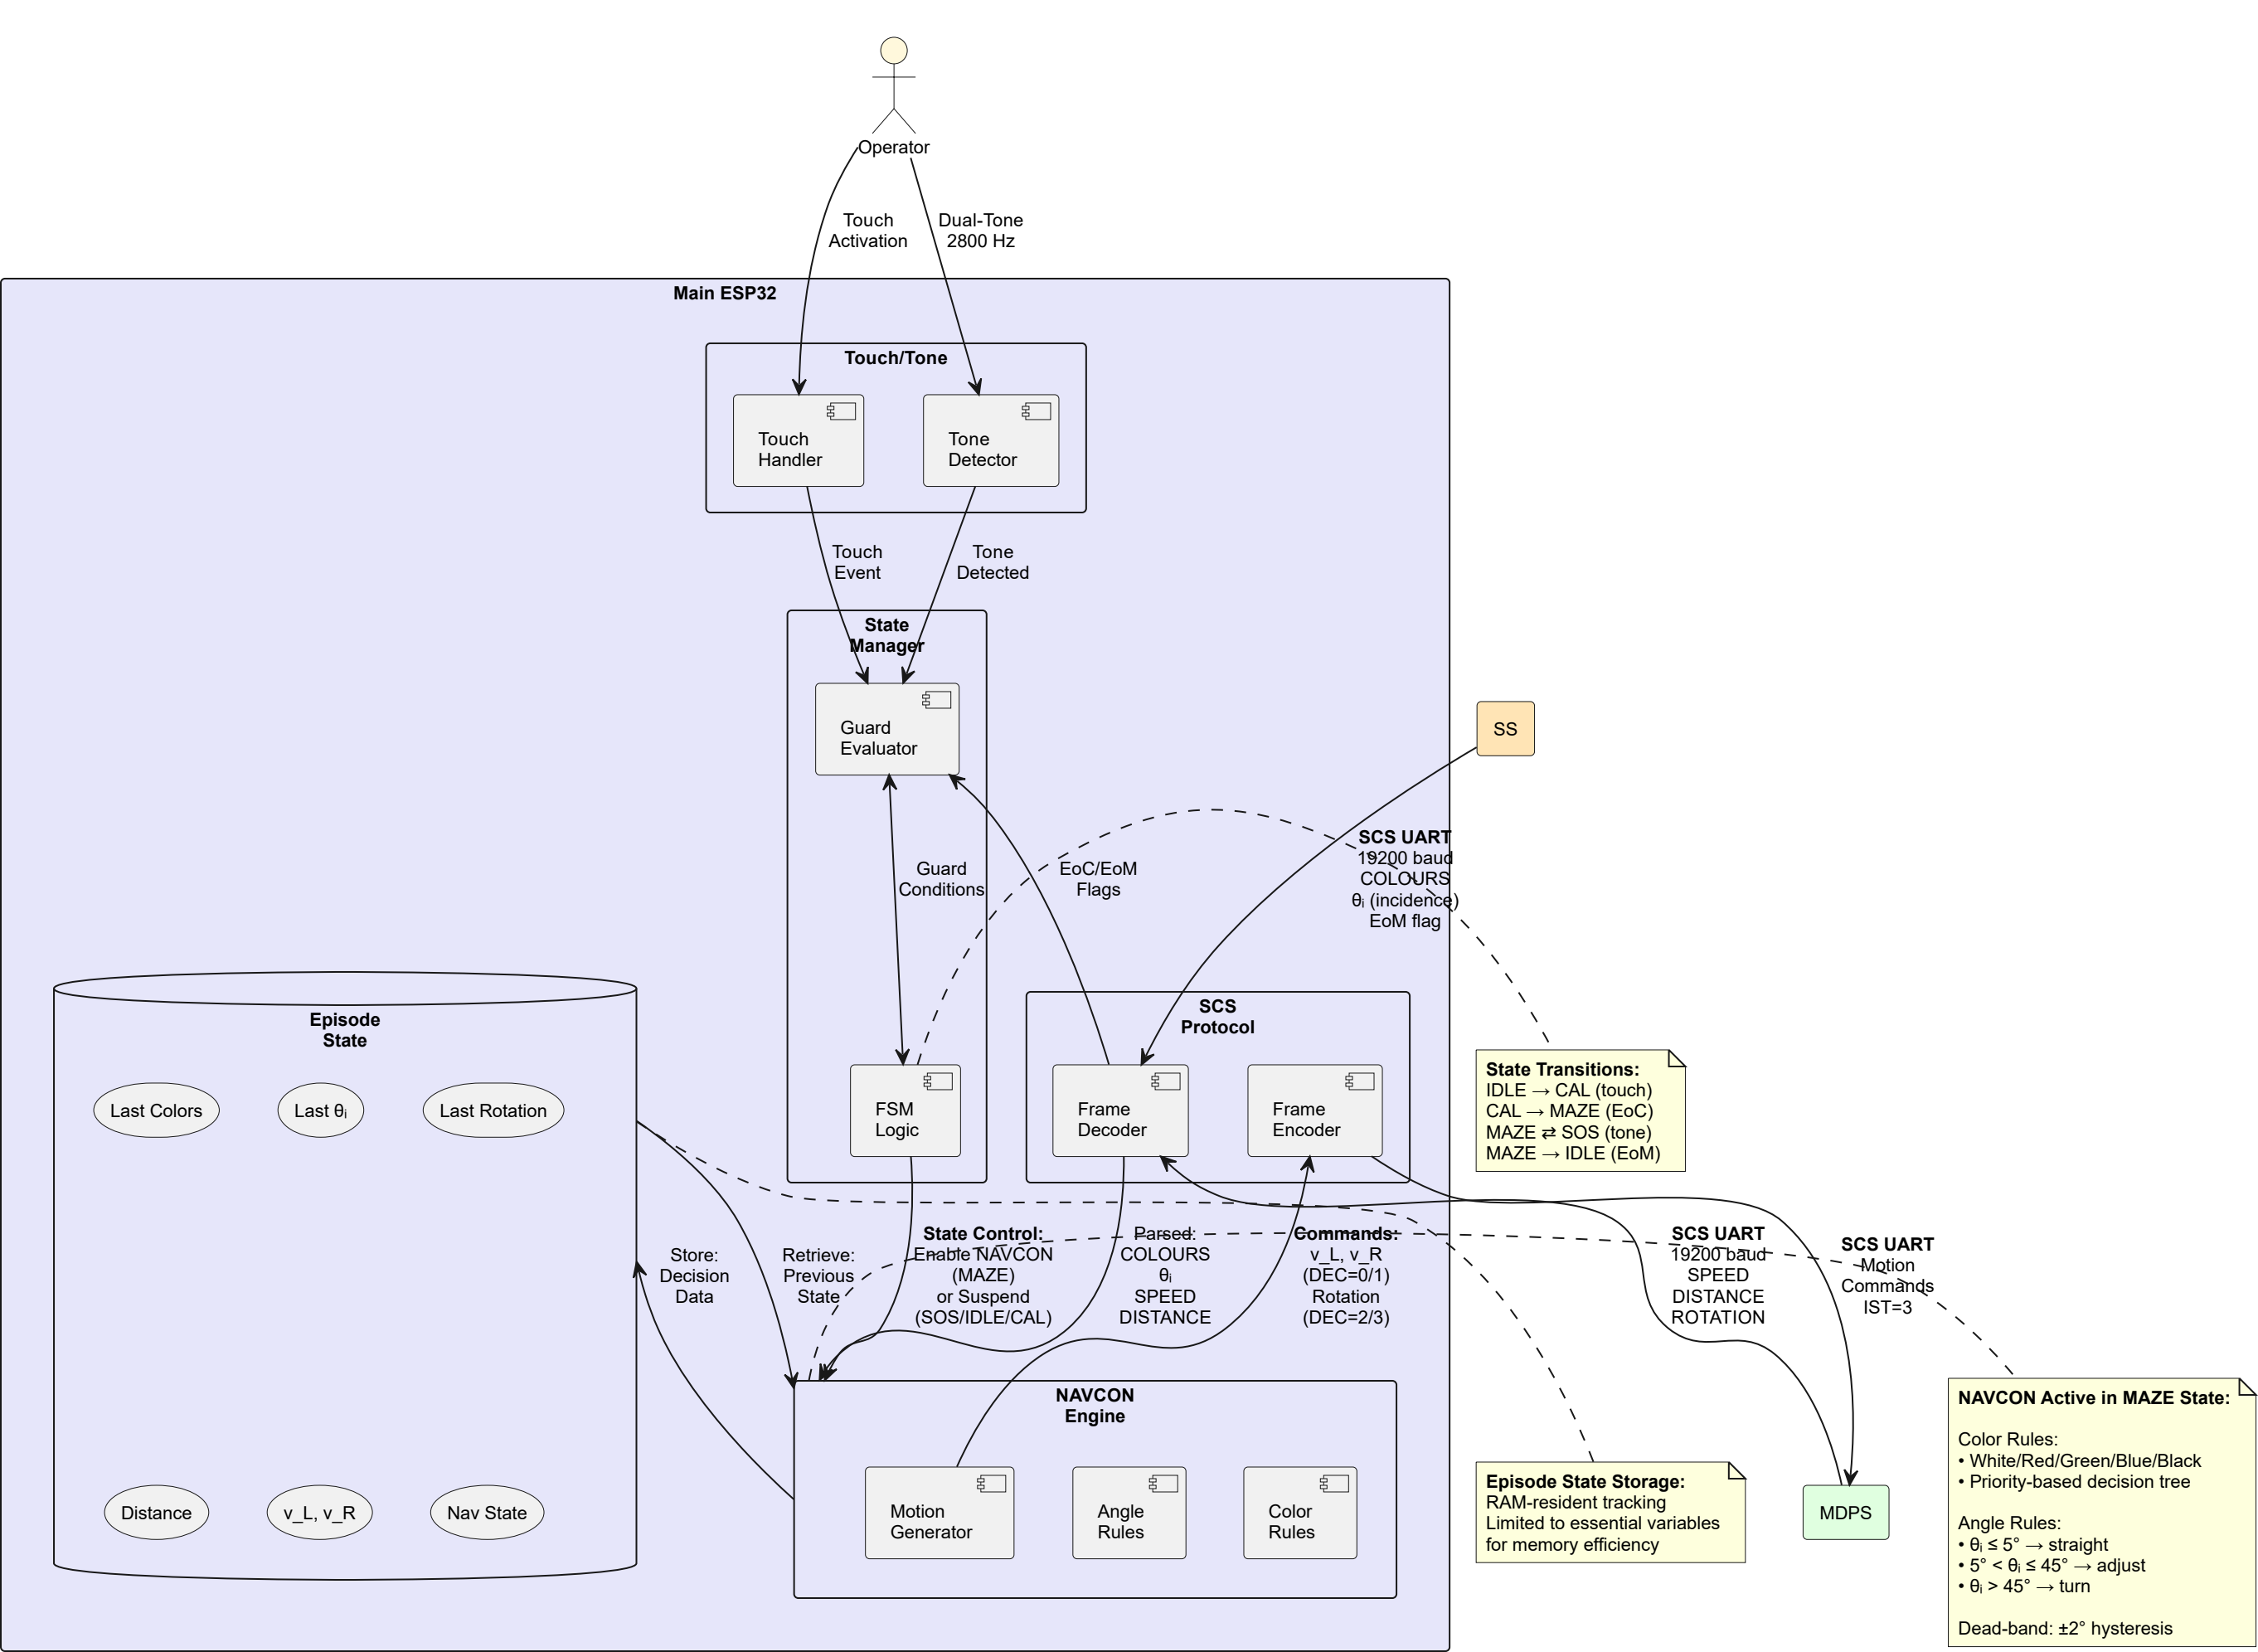 Operator
Touch
Activation
Dual-Tone
2800 Hz
Main ESP32
Touch/Tone
Touch
Handler
Tone
Detector
Touch
Event
Tone
Detected
State
Manager
Guard
Evaluator
SS
Guard
Conditions
EoC/EoM
Flags
SCS UART
19200 baud
COLOURS
θᵢ (incidence)
EoM flag
Episode
State
Last Colors
Last θᵢ
Last Rotation
Distance
v_L, v_R
Nav State
FSM
Logic
SCS
Protocol
Frame
Decoder
Frame
Encoder
State Transitions:
IDLE → CAL (touch)
CAL → MAZE (EoC)
MAZE ⇄ SOS (tone)
MAZE → IDLE (EoM)
Store:
Decision
Data
Retrieve:
Previous
State
State Control:
Enable NAVCON
(MAZE)
or Suspend
(SOS/IDLE/CAL)
Parsed:
COLOURS
θᵢ
SPEED
DISTANCE
Commands:
v_L, v_R
(DEC=0/1)
Rotation
(DEC=2/3)
SCS UART
19200 baud
SPEED
DISTANCE
ROTATION
SCS UART
Motion
Commands
IST=3
NAVCON
Engine
Motion
Generator
Angle
Rules
Color
Rules
Episode State Storage:
RAM-resident tracking
Limited to essential variables
for memory efficiency
MDPS
NAVCON Active in MAZE State:
Color Rules:
• White/Red/Green/Blue/Black
• Priority-based decision tree
Angle Rules:
• θᵢ ≤ 5° → straight
• 5° < θᵢ ≤ 45° → adjust
• θᵢ > 45° → turn
Dead-band: ±2° hysteresis